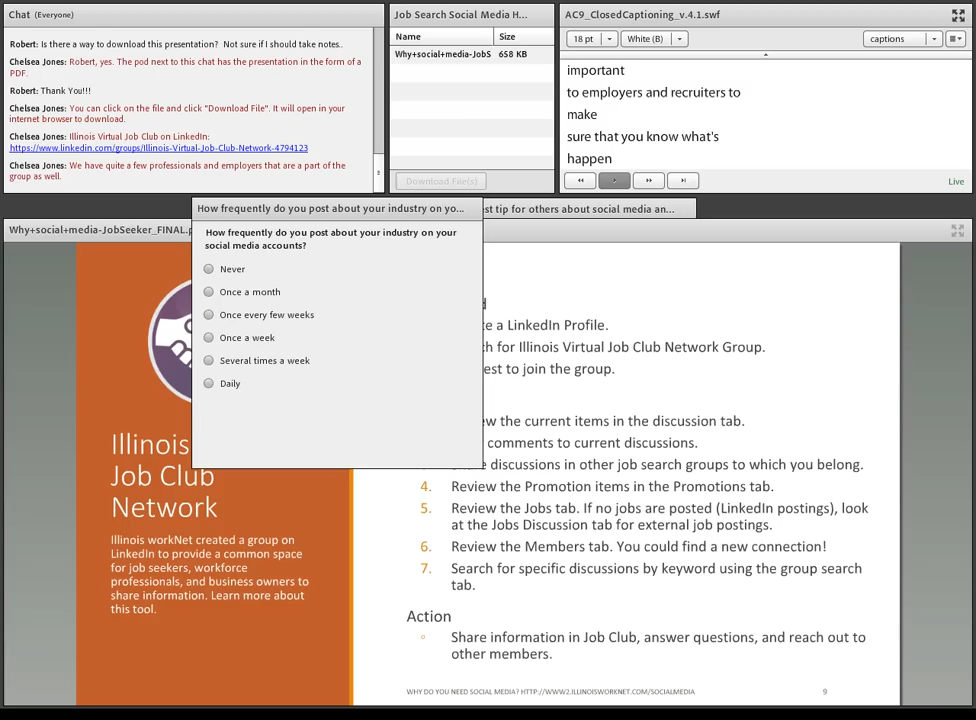 Chat (Everyone)
Robert: Is there a way to download this presentation? Not sure if I should take notes..
Chelsea Jones: Robert, yes. The pod next to this chat has the presentation in the form of a
PDF.
Robert: Thank You!!!
Chelsea Jones: You can click on the file and click "Download File". It will open in your
internet browser to download.
Chelsea Jones: Illinois Virtual Job Club on LinkedIn:
https://www.linkedin.com/groups/Illinois-Virtual-Job-Club-Network-4794123
Chelsea Jones: We have quite a few professionals and employers that are a part of the
group as well.
Job Search Social Media H...
Name Size
Why+social+media-JobS 658 KB
Download File(s)
AC9_ClosedCaptioning_v.4.1.swf
18 pt White (B) captions
important
to employers and recruiters to
make
sure that you know what's
happen
Live
How frequently do you post about your industry on yo...
est tip for others about social media an...
How frequently do you post about your industry on your
social media accounts?
Never
Once a month
Once every few weeks
Once a week
Several times a week
Daily
Why+social+media-JobSeeker_FINAL.p
Illinois
Job Club
Network
Illinois workNet created a group on
LinkedIn to provide a common space
for job seekers, workforce
professionals, and business owners to
share information. Learn more about
this tool.
te a LinkedIn Profile.
ch for Illinois Virtual Job Club Network Group.
est to join the group.
ew the current items in the discussion tab.
comments to current discussions.
discussions in other job search groups to which you belong.
4. Review the Promotion items in the Promotions tab.
5. Review the Jobs tab. If no jobs are posted (LinkedIn postings), look
at the Jobs Discussion tab for external job postings.
6. Review the Members tab. You could find a new connection!
7. Search for specific discussions by keyword using the group search
tab.
Action
Share information in Job Club, answer questions, and reach out to
other members.
WHY DO YOU NEED SOCIAL MEDIA? HTTP://WWW2.ILLINOISWORKNET.COM/SOCIALMEDIA 9